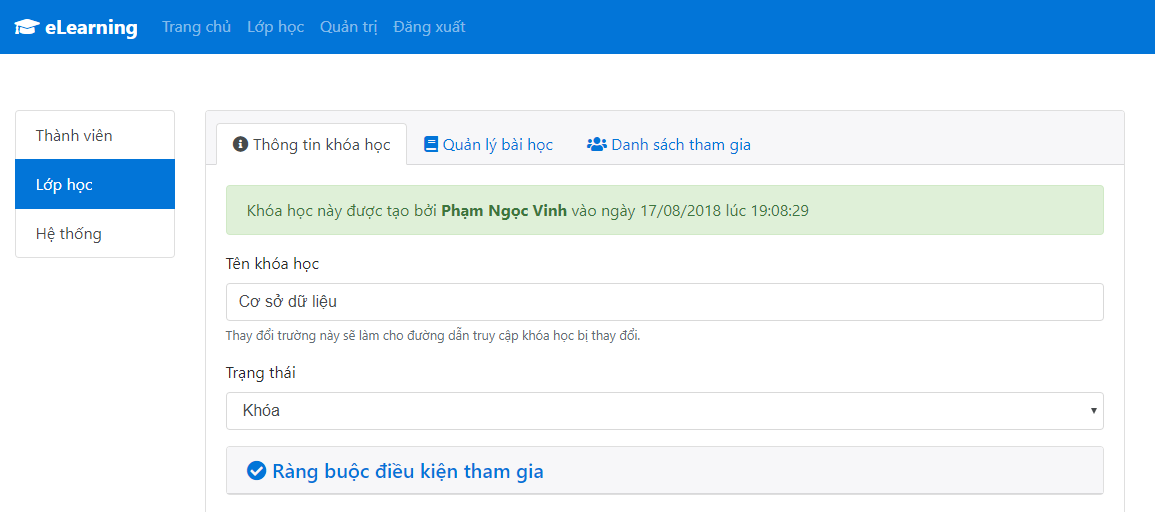 eLearning Trang chủ Lớp học Quản trị Đăng xuất
Thành viên
Lớp học
Hệ thống
Thông tin khóa học Quản lý bài học Danh sách tham gia
Khóa học này được tạo bởi Phạm Ngọc Vinh vào ngày 17/08/2018 lúc 19:08:29
Tên khóa học
Cơ sở dữ liệu
Thay đổi trường này sẽ làm cho đường dẫn truy cập khóa học bị thay đổi.
Trạng thái
Khóa
Ràng buộc điều kiện tham gia